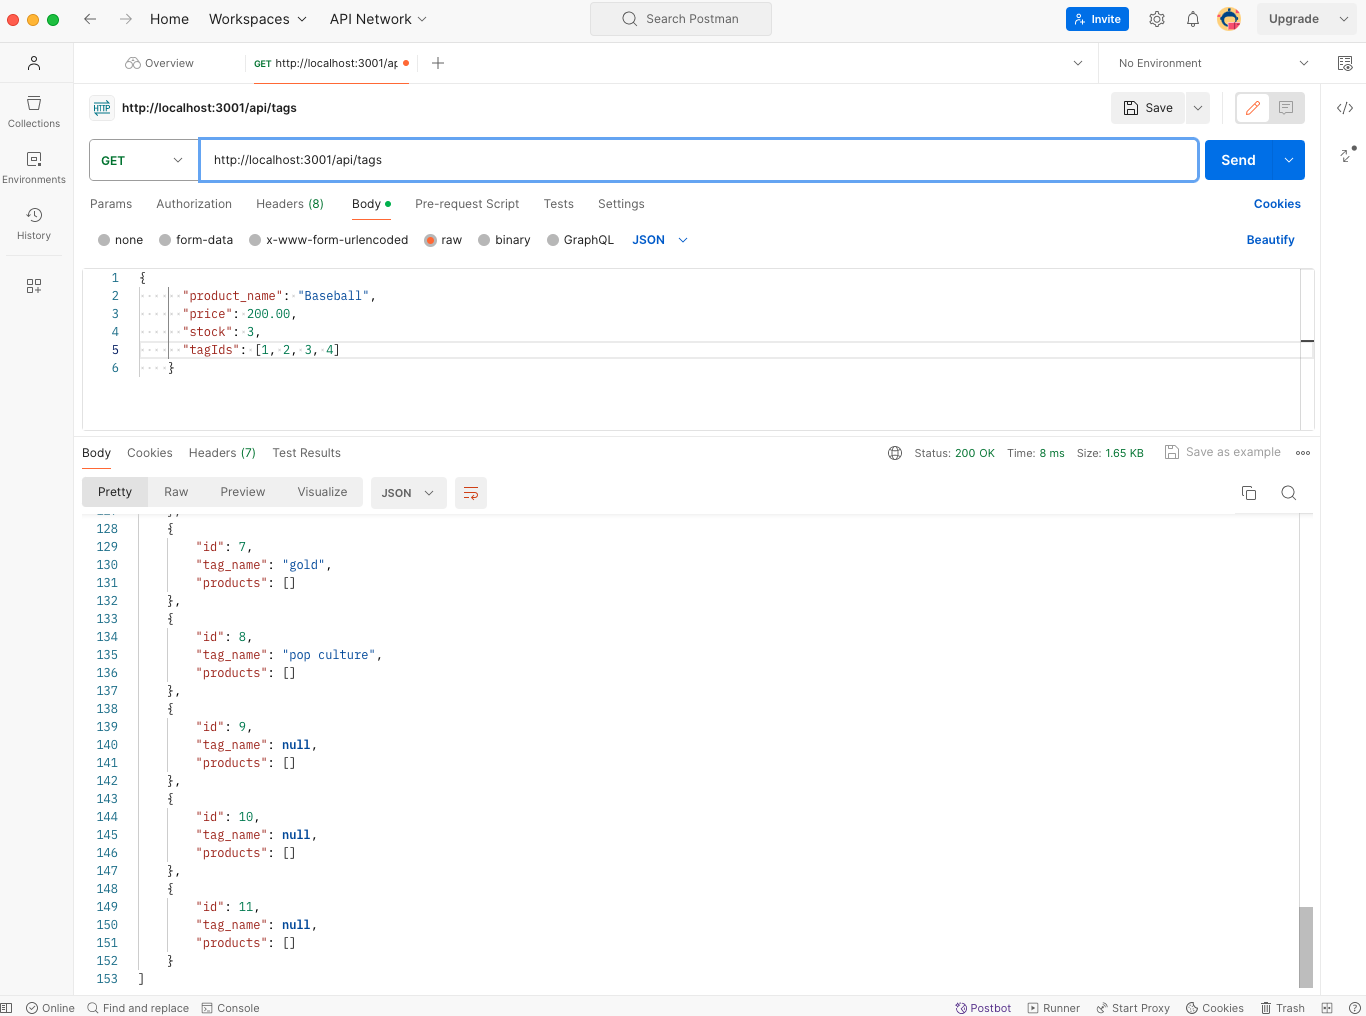 Home Workspaces API Network Search Postman Invite Upgrade
Overview GET http://localhost:3001/ap No Environment
HTTP http://localhost:3001/api/tags Save
Collections
Environments
History
GET http://localhost:3001/api/tags Send
Params Authorization Headers (8) Body Pre-request Script Tests Settings Cookies
none form-data x-www-form-urlencoded raw binary GraphQL JSON Beautify
1 {
2 "product_name": "Baseball",
3 "price": 200.00,
4 "stock": 3,
5 "tagIds": [1, 2, 3, 4]
6 }
Body Cookies Headers (7) Test Results Status: 200 OK Time: 8 ms Size: 1.65 KB Save as example
Pretty Raw Preview Visualize JSON
128 {
129 "id": 7,
130 "tag_name": "gold",
131 "products": []
132 },
133 {
134 "id": 8,
135 "tag_name": "pop culture",
136 "products": []
137 },
138 {
139 "id": 9,
140 "tag_name": null,
141 "products": []
142 },
143 {
144 "id": 10,
145 "tag_name": null,
146 "products": []
147 },
148 {
149 "id": 11,
150 "tag_name": null,
151 "products": []
152 }
153 ]
Online Find and replace Console Postbot Runner Start Proxy Cookies Trash